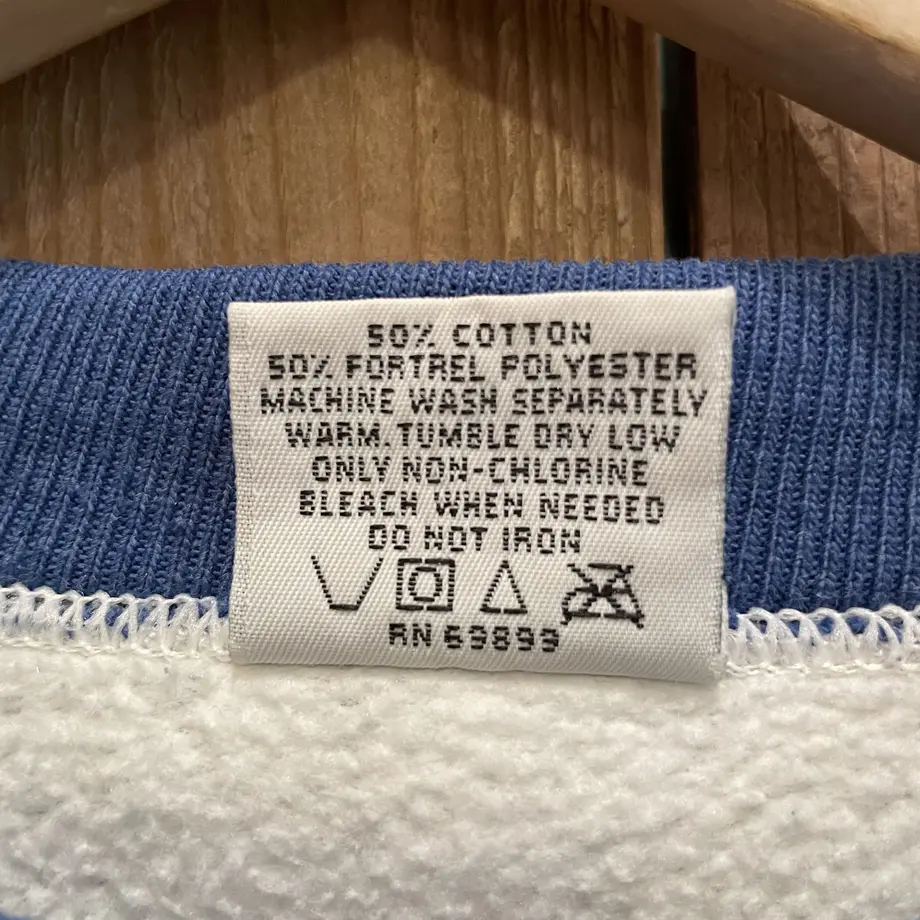 50% COTTON
50% FORTREL POLYESTER
MACHINE WASH SEPARATELY
WARM. TUMBLE DRY LOW
ONLY NON-CHLORINE
BLEACH WHEN NEEDED
DO NOT IRON
RN 69899